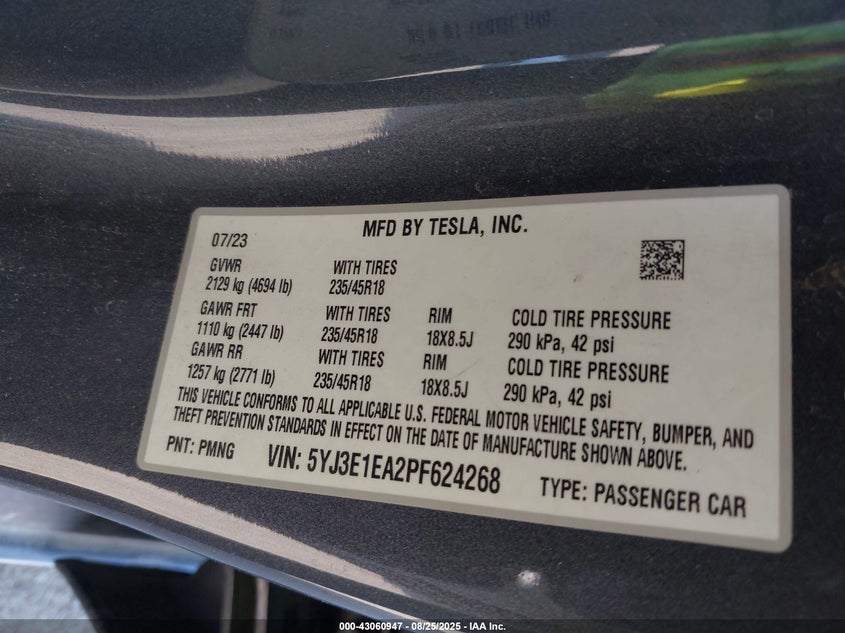 MFD BY TESLA, INC.
07/23
GVWR WITH TIRES
2129 kg (4694 lb) 235/45R18
GAWR FRT WITH TIRES RIM COLD TIRE PRESSURE
1110 kg (2447 lb) 235/45R18 18X8.5J 290 kPa, 42 psi
GAWR RR WITH TIRES RIM COLD TIRE PRESSURE
1257 kg (2771 lb) 235/45R18 18X8.5J 290 kPa, 42 psi
THIS VEHICLE CONFORMS TO ALL APPLICABLE U.S. FEDERAL MOTOR VEHICLE SAFETY, BUMPER, AND
THEFT PREVENTION STANDARDS IN EFFECT ON THE DATE OF MANUFACTURE SHOWN ABOVE.
PNT: PMNG VIN: 5YJ3E1EA2PF624268 TYPE: PASSENGER CAR
000-43060947 - 08/25/2025 - IAA Inc.